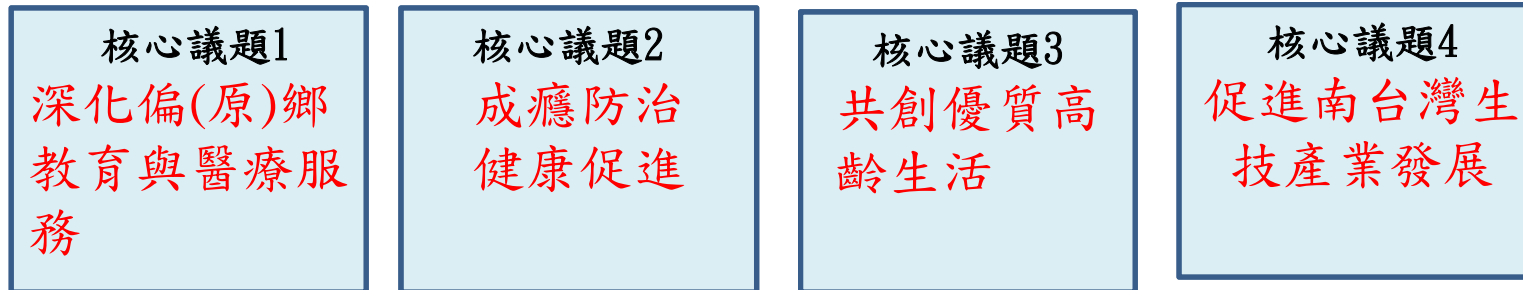 核心議題1
深化偏(原)鄉
教育與醫療服
務
核心議題2
成癮防治
健康促進
核心議題3
共創優質高
齡生活
核心議題4
促進南台灣生
技產業發展